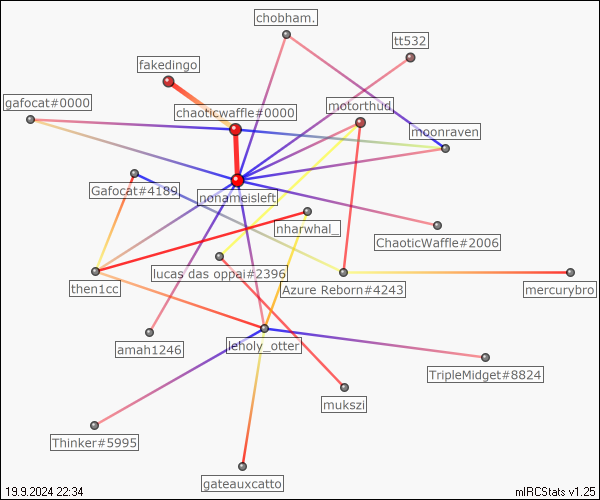 chobham.
tt532
fakedingo
gafocat#0000
chaoticwaffle#0000
motorthud_
moonraven
Gafocat#4189
nonameisleft
nharwhal_
ChaoticWaffle#2006
lucas das oppai#2396
then1cc
Azure Reborn#4243
mercurybro
amah1246
leholy_otter
TripleMidget#8824
mukszi
Thinker#5995
gateauxcatto
19.9.2024 22:34
mIRCStats v1.25